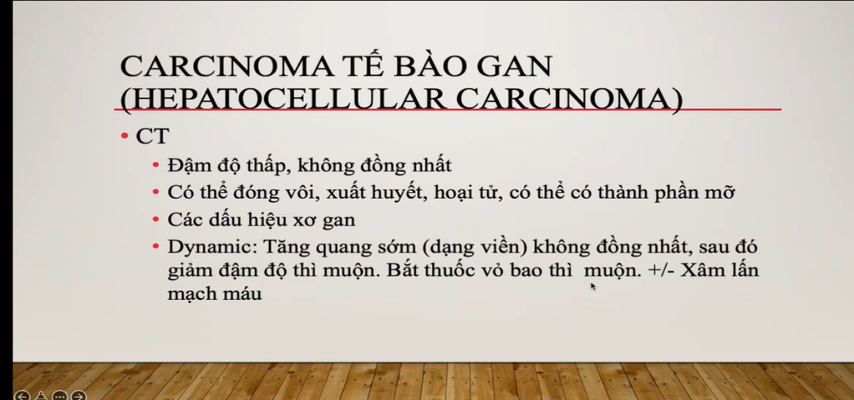 CARCINOMA TẾ BÀO GAN
(HEPATOCELLULAR CARCINOMA)
• CT
• Đậm độ thấp, không đồng nhất
• Có thể đóng vôi, xuất huyết, hoại tử, có thể có thành phần mỡ
• Các dấu hiệu xơ gan
• Dynamic: Tăng quang sớm (dạng viền) không đồng nhất, sau đó
giảm đậm độ thì muộn. Bắt thuốc vỏ bao thì muộn. +/- Xâm lấn
mạch máu